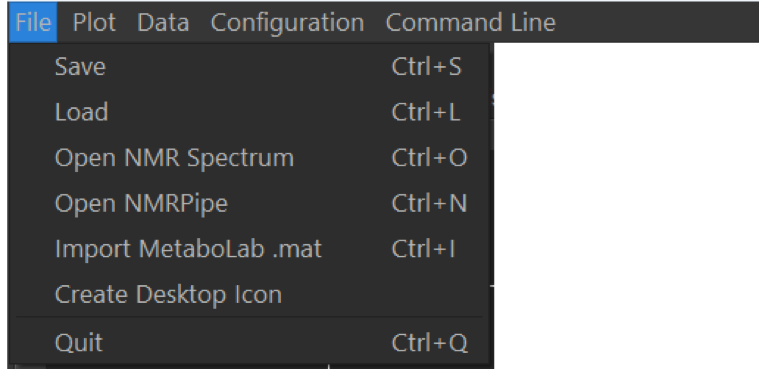 File Plot Data Configuration Command Line
Save Ctrl+S
Load Ctrl+L
Open NMR Spectrum Ctrl+O
Open NMRPipe Ctrl+N
Import MetaboLab .mat Ctrl+I
Create Desktop Icon
Quit Ctrl+Q